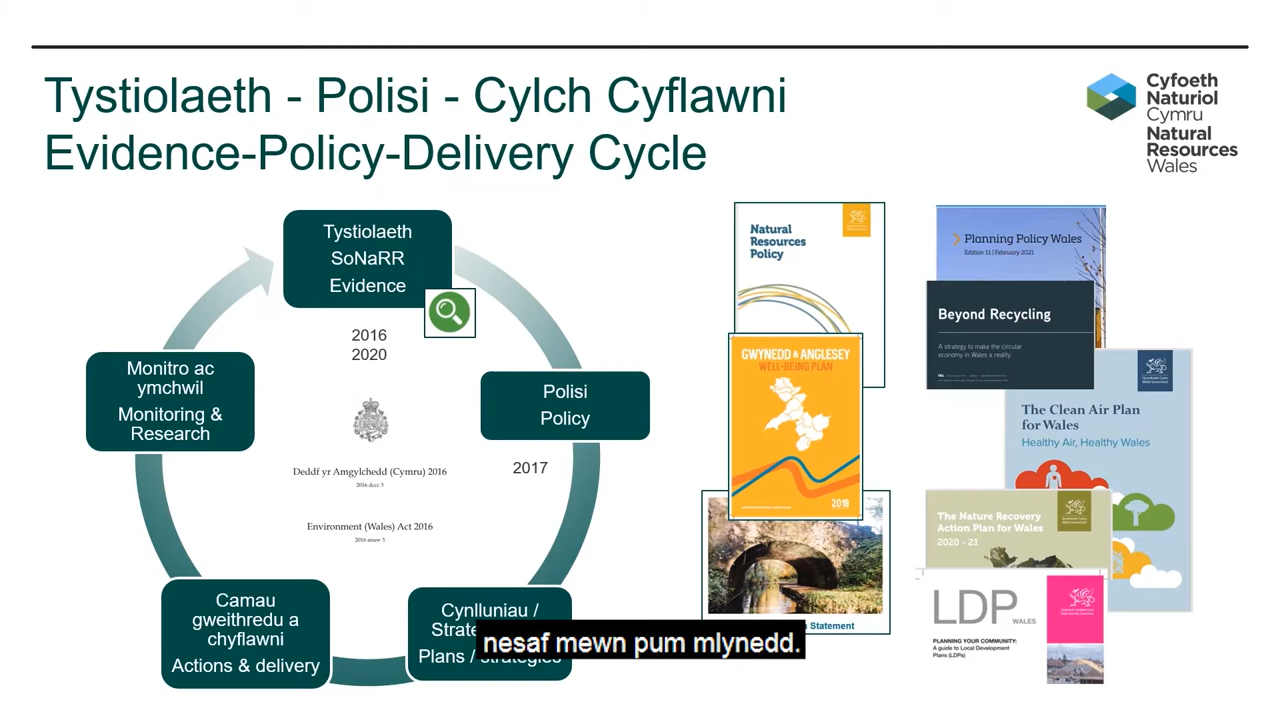 Tystiolaeth - Polisi - Cylch Cyflawni
Evidence-Policy-Delivery Cycle
Cyfoeth
Naturiol
Cymru
Natural
Resources
Wales
Tystiolaeth
SoNaRR
Evidence
2016
2020
Monitro ac
ymchwil
Monitoring &
Research
Polisi
Policy
2017
Deddf yr Amgylchedd (Cymru) 2016
2016 dccc 3
Environment (Wales) Act 2016
2016 anaw 3
Camau
gweithredu a
chyflawni
Actions & delivery
Cynlluniau /
Plans / strategies
nesaf mewn pum mlynedd.
Natural
Resources
Policy
GWYNEDD & ANGLESEY
WELL-BEING PLAN
2018
Statement
Planning Policy Wales
Edition 11 | February 2021
Beyond Recycling
A strategy to make the circular
economy in Wales a reality
The Clean Air Plan
for Wales
Healthy Air, Healthy Wales
The Nature Recovery
Action Plan for Wales
2020 - 21
LDP WALES
PLANNING YOUR COMMUNITY:
A guide to Local Development
Plans (LDPs)